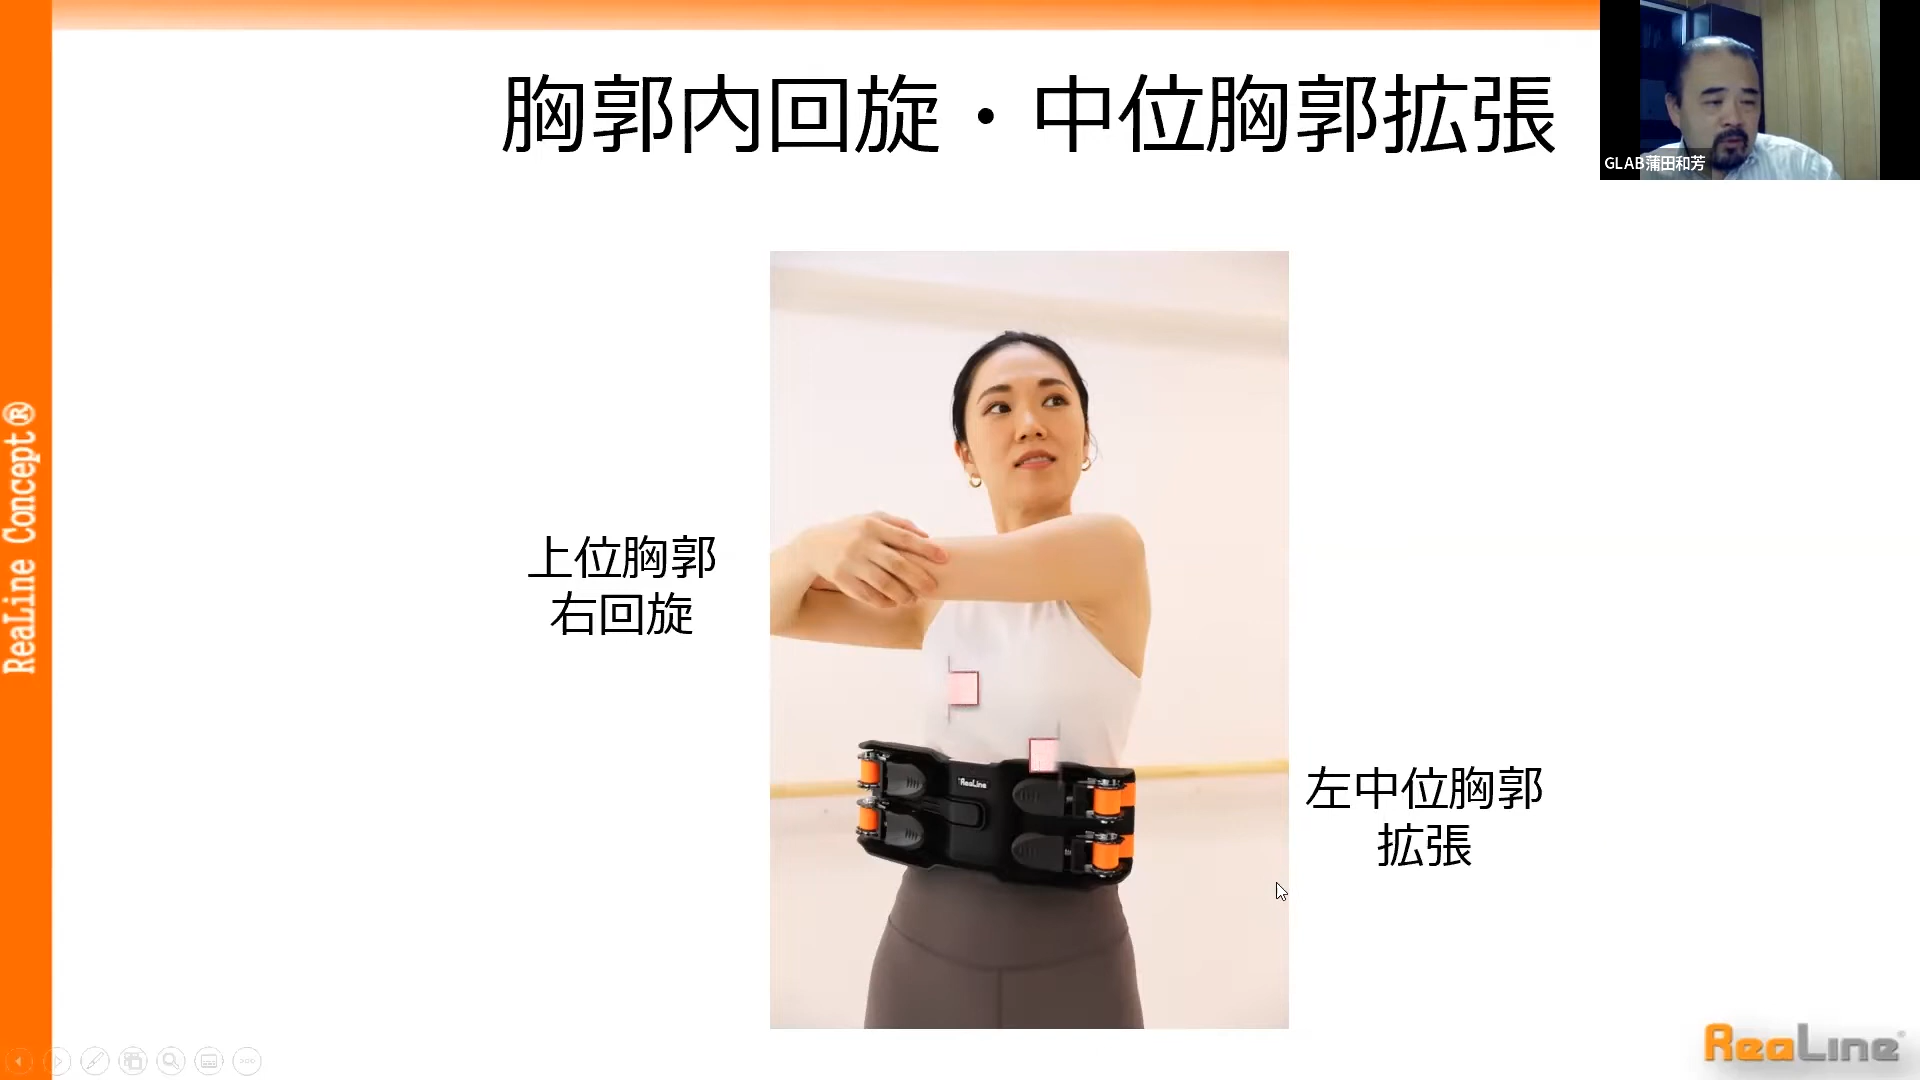 胸郭内回旋・中位胸郭拡張
GLAB蒲田和芳
ReaLine Concept®
上位胸郭
右回旋
ReaLine
左中位胸郭
拡張
ReaLine